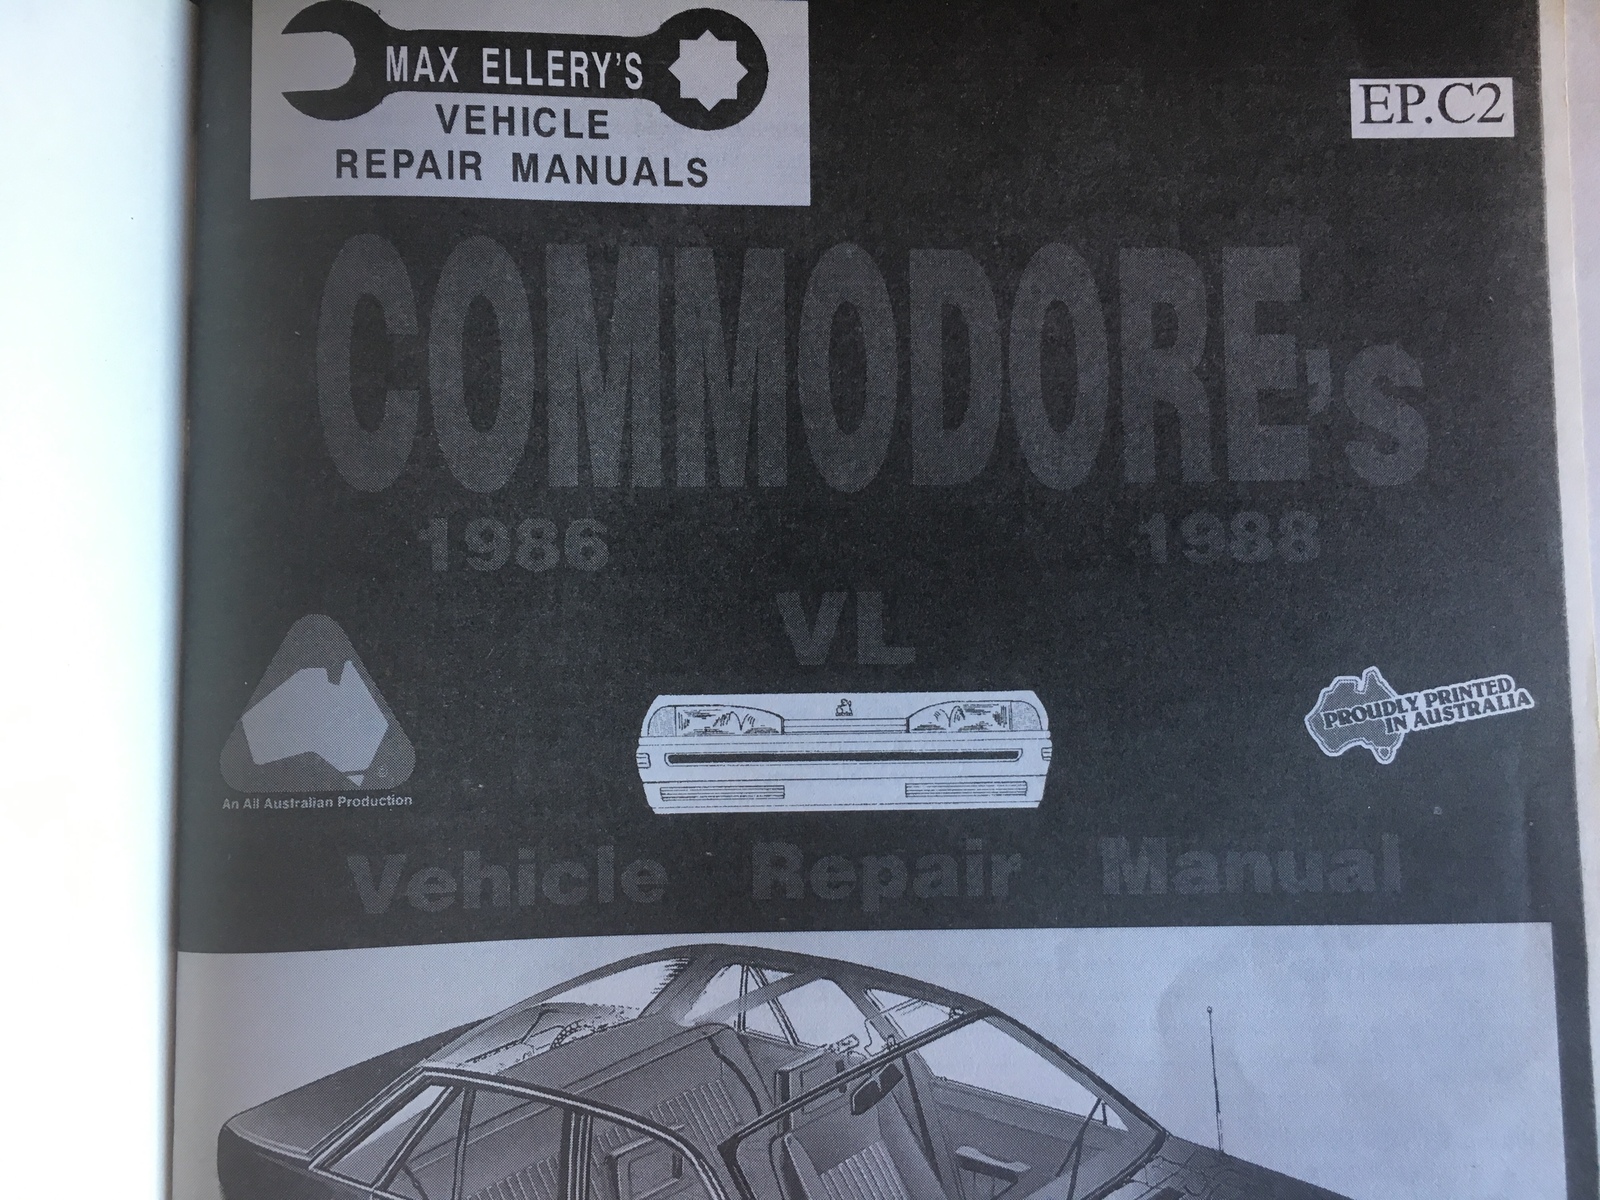 MAX ELLERY'S
VEHICLE
REPAIR MANUALS
EP.C2
COMMODORE's
1986 1988
VL
PROUDLY PRINTED
IN AUSTRALIA
©
An All Australian Production
Vehicle Repair Manual